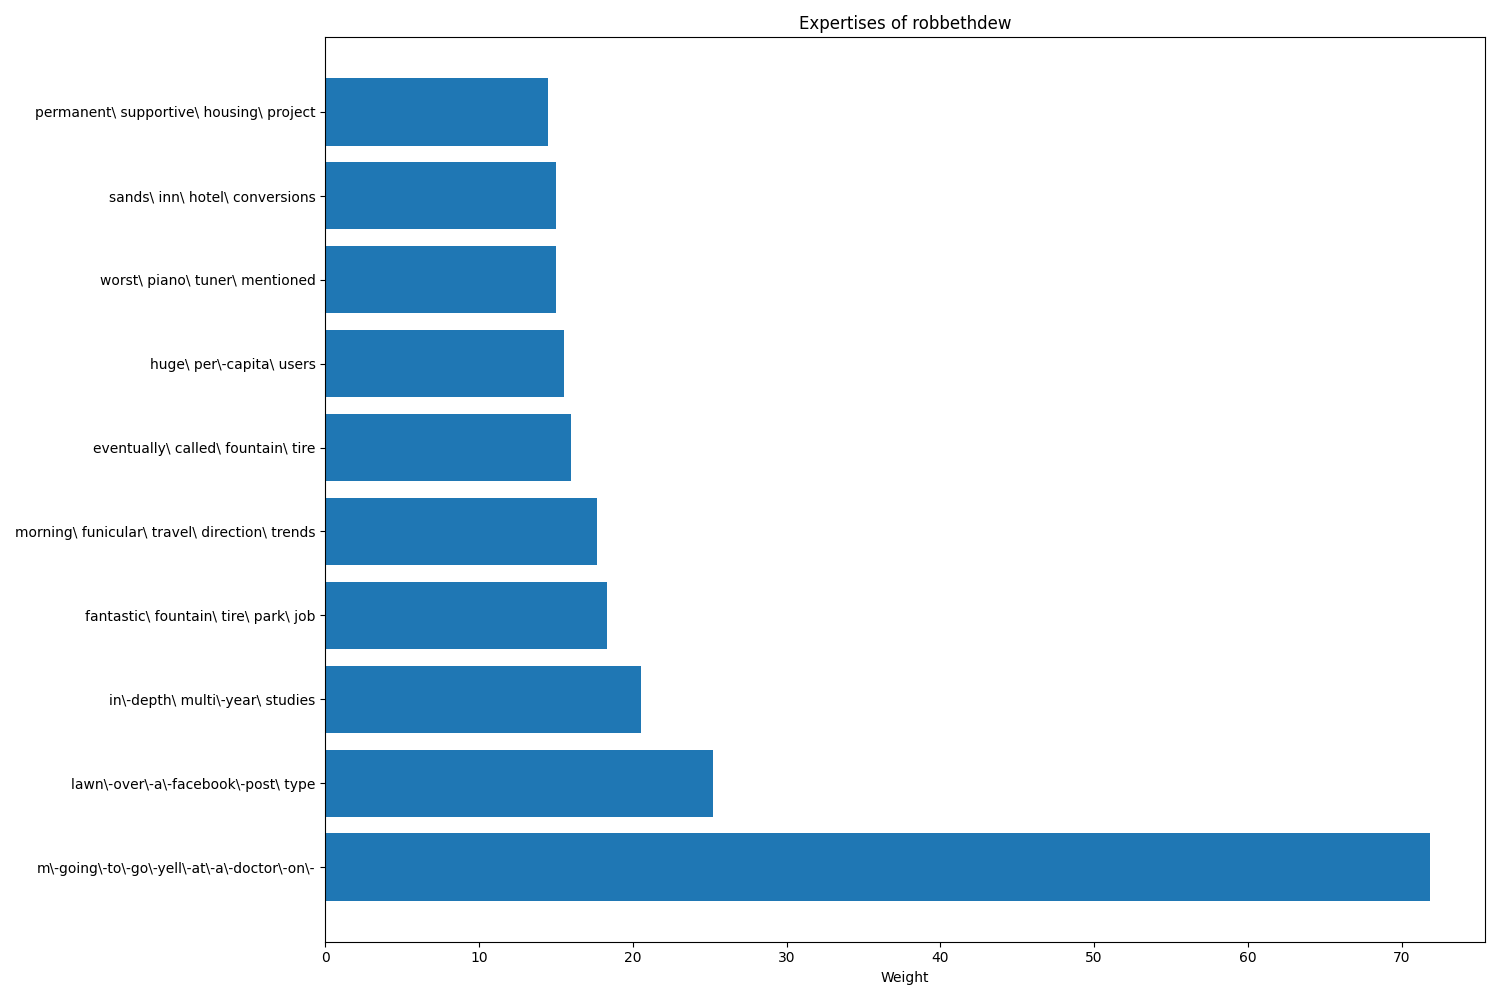 Expertises of robbethdew
permanent\ supportive\ housing\ project
sands\ inn\ hotel\ conversions
worst\ piano\ tuner\ mentioned
huge\ per\-capita\ users
eventually\ called\ fountain\ tire
morning\ funicular\ travel\ direction\ trends
fantastic\ fountain\ tire\ park\ job
in\-depth\ multi\-year\ studies
lawn\-over\-a\-facebook\-post\ type
m\-going\-to\-go\-yell\-at\-a\-doctor\-on\-
0 10 20 30 40 50 60 70
Weight